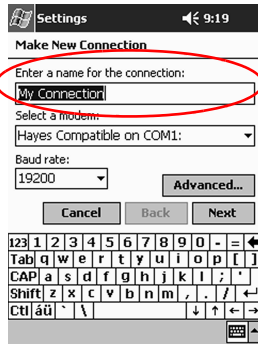 Settings 9:19
Make New Connection
Enter a name for the connection:
My Connection
Select a modem:
Hayes Compatible on COM1:
Baud rate:
19200
Advanced...
Cancel Back Next
123 1 2 3 4 5 6 7 8 9 0 - =
Tab q w e r t y u i o p [ ]
CAP a s d f g h j k l ; '
Shift z x c v b n m , . /
Ctl áü ` \